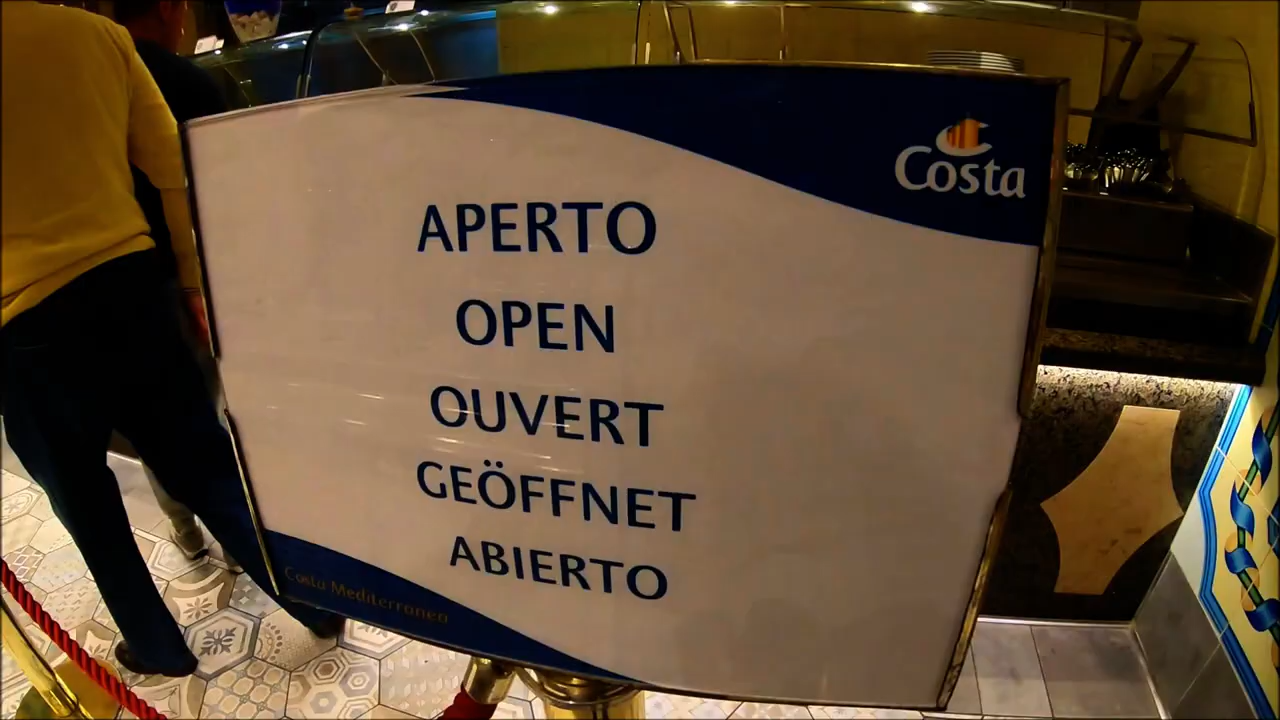 Costa
APERTO
OPEN
OUVERT
GEÖFFNET
ABIERTO
Costa Mediterranea